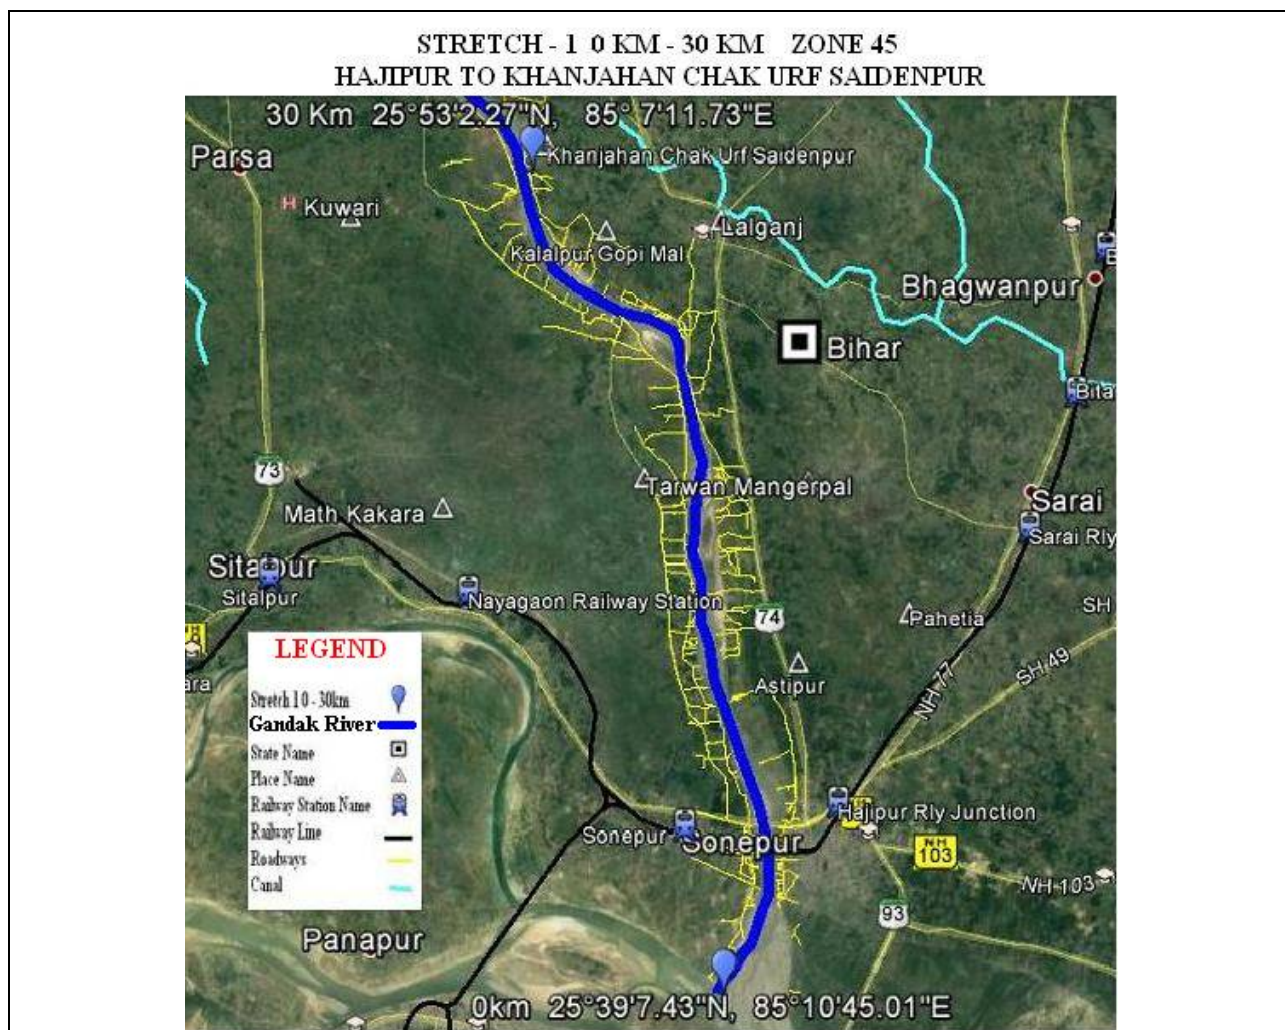 STRETCH - 1 0 KM - 30 KM ZONE 45
HAJIPUR TO KHANJAHAN CHAK URF SAIDENPUR
30 Km 25°53'2.27"N, 85° 7'11.73"E
Parsa
Khanjahan Chak Urf Saidenpur
H Kuwari
Lalganj
Kalalpur Gopi Mal
B
Bhagwanpur
Bihar
Bita
73
Tarwan Mangerpal
Sarai
Math Kakara
Sarai Rly
Sitalpur
Sitalpur
Nayagaon Railway Station
SH
74
Pahetia
LEGEND
ara
Astipur
NH 77
SH 49
Stretch 1 0 - 30km
Gandak River
State Name
Place Name
Railway Station Name
Railway Line
Roadways
Canal
Hajipur Rly Junction
Sonepur
Sonepur
NH
103
NH-103
93
Panapur
0km 25°39'7.43"N, 85°10'45.01"E